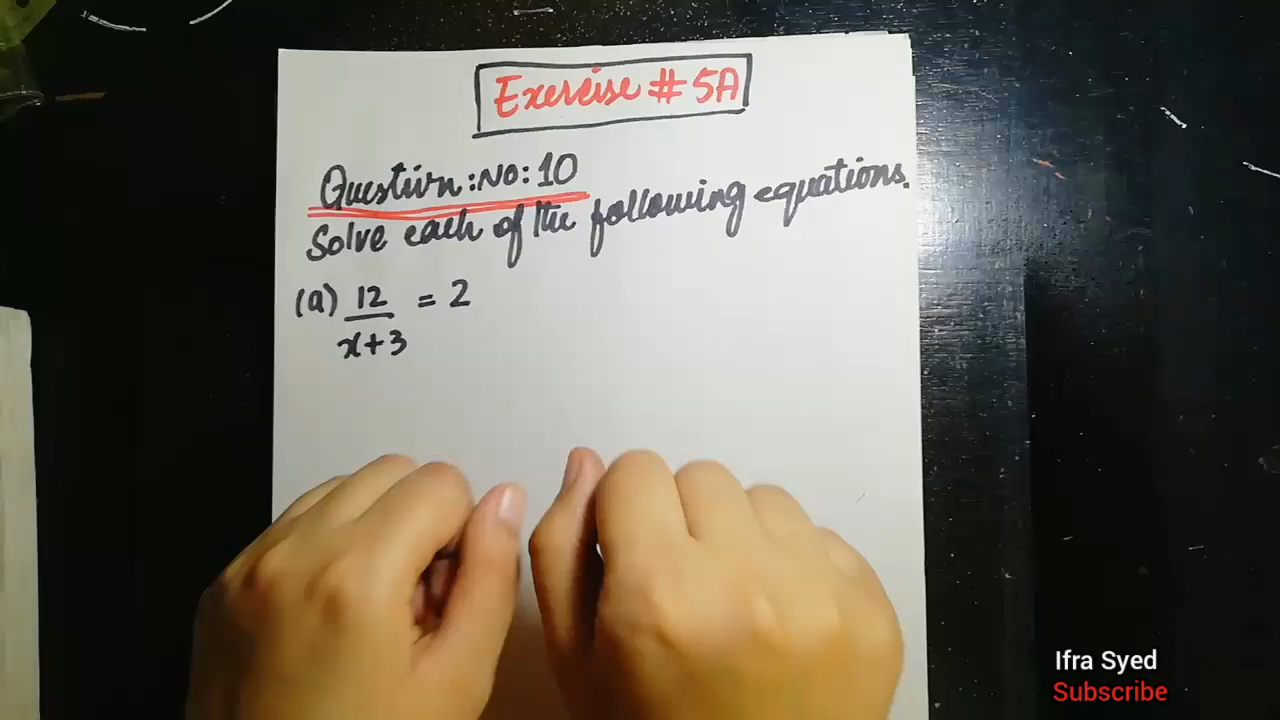 Exercise # 5A
Question: No: 10
Solve each of the following equations.
(a) 12/x+3 = 2
Ifra Syed
Subscribe